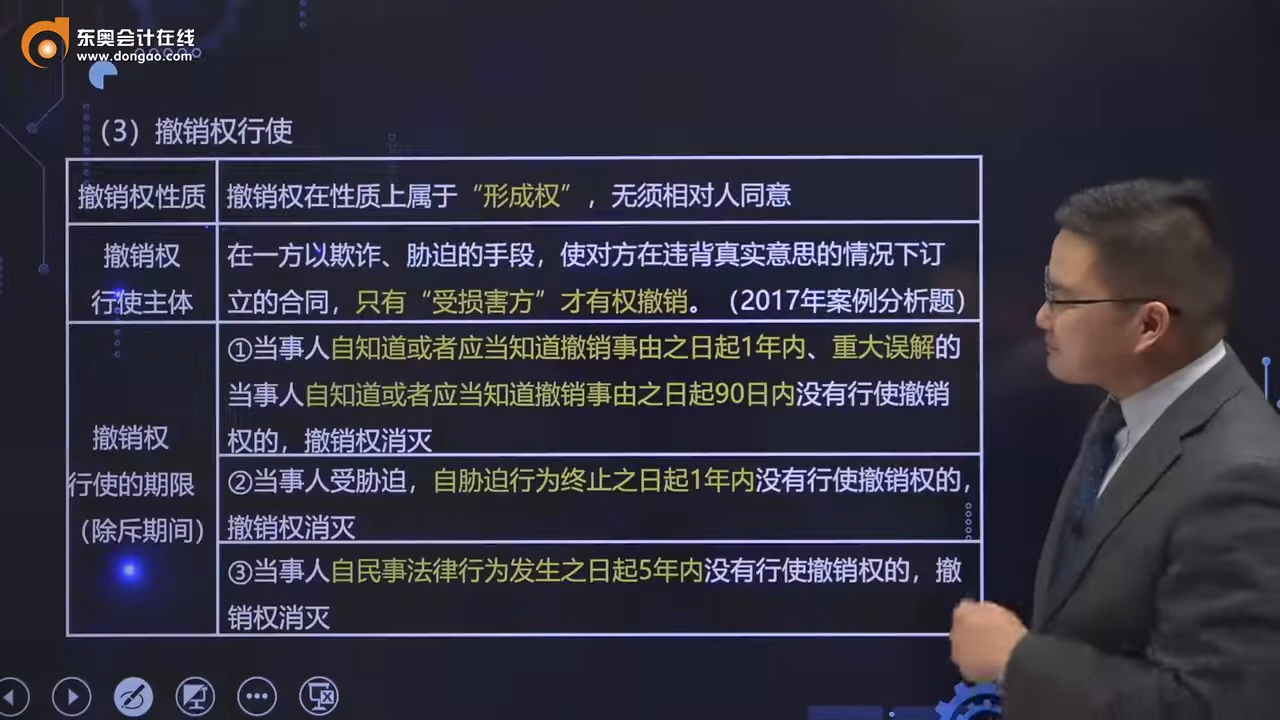 东奥会计在线
www.dongao.com
（3）撤销权行使
撤销权性质
撤销权在性质上属于“形成权”，无须相对人同意
撤销权
行使主体
在一方以欺诈、胁迫的手段，使对方在违背真实意思的情况下订
立的合同，只有“受损害方”才有权撤销。（2017年案例分析题）
撤销权
行使的期限
（除斥期间）
①当事人自知道或者应当知道撤销事由之日起1年内、重大误解的
当事人自知道或者应当知道撤销事由之日起90日内没有行使撤销
权的，撤销权消灭
②当事人受胁迫，自胁迫行为终止之日起1年内没有行使撤销权的，
撤销权消灭
③当事人自民事法律行为发生之日起5年内没有行使撤销权的，撤
销权消灭